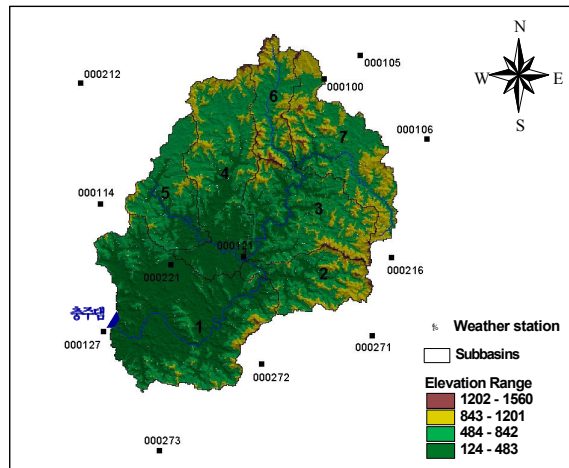 N
W E
S
000105
000212
000100
6
7
000106
4
5
3
000114
000121
000216
000221
2
충주댐
1
000127
000271
000272
000273
Weather station
Subbasins
Elevation Range
1202 - 1560
843 - 1201
484 - 842
124 - 483